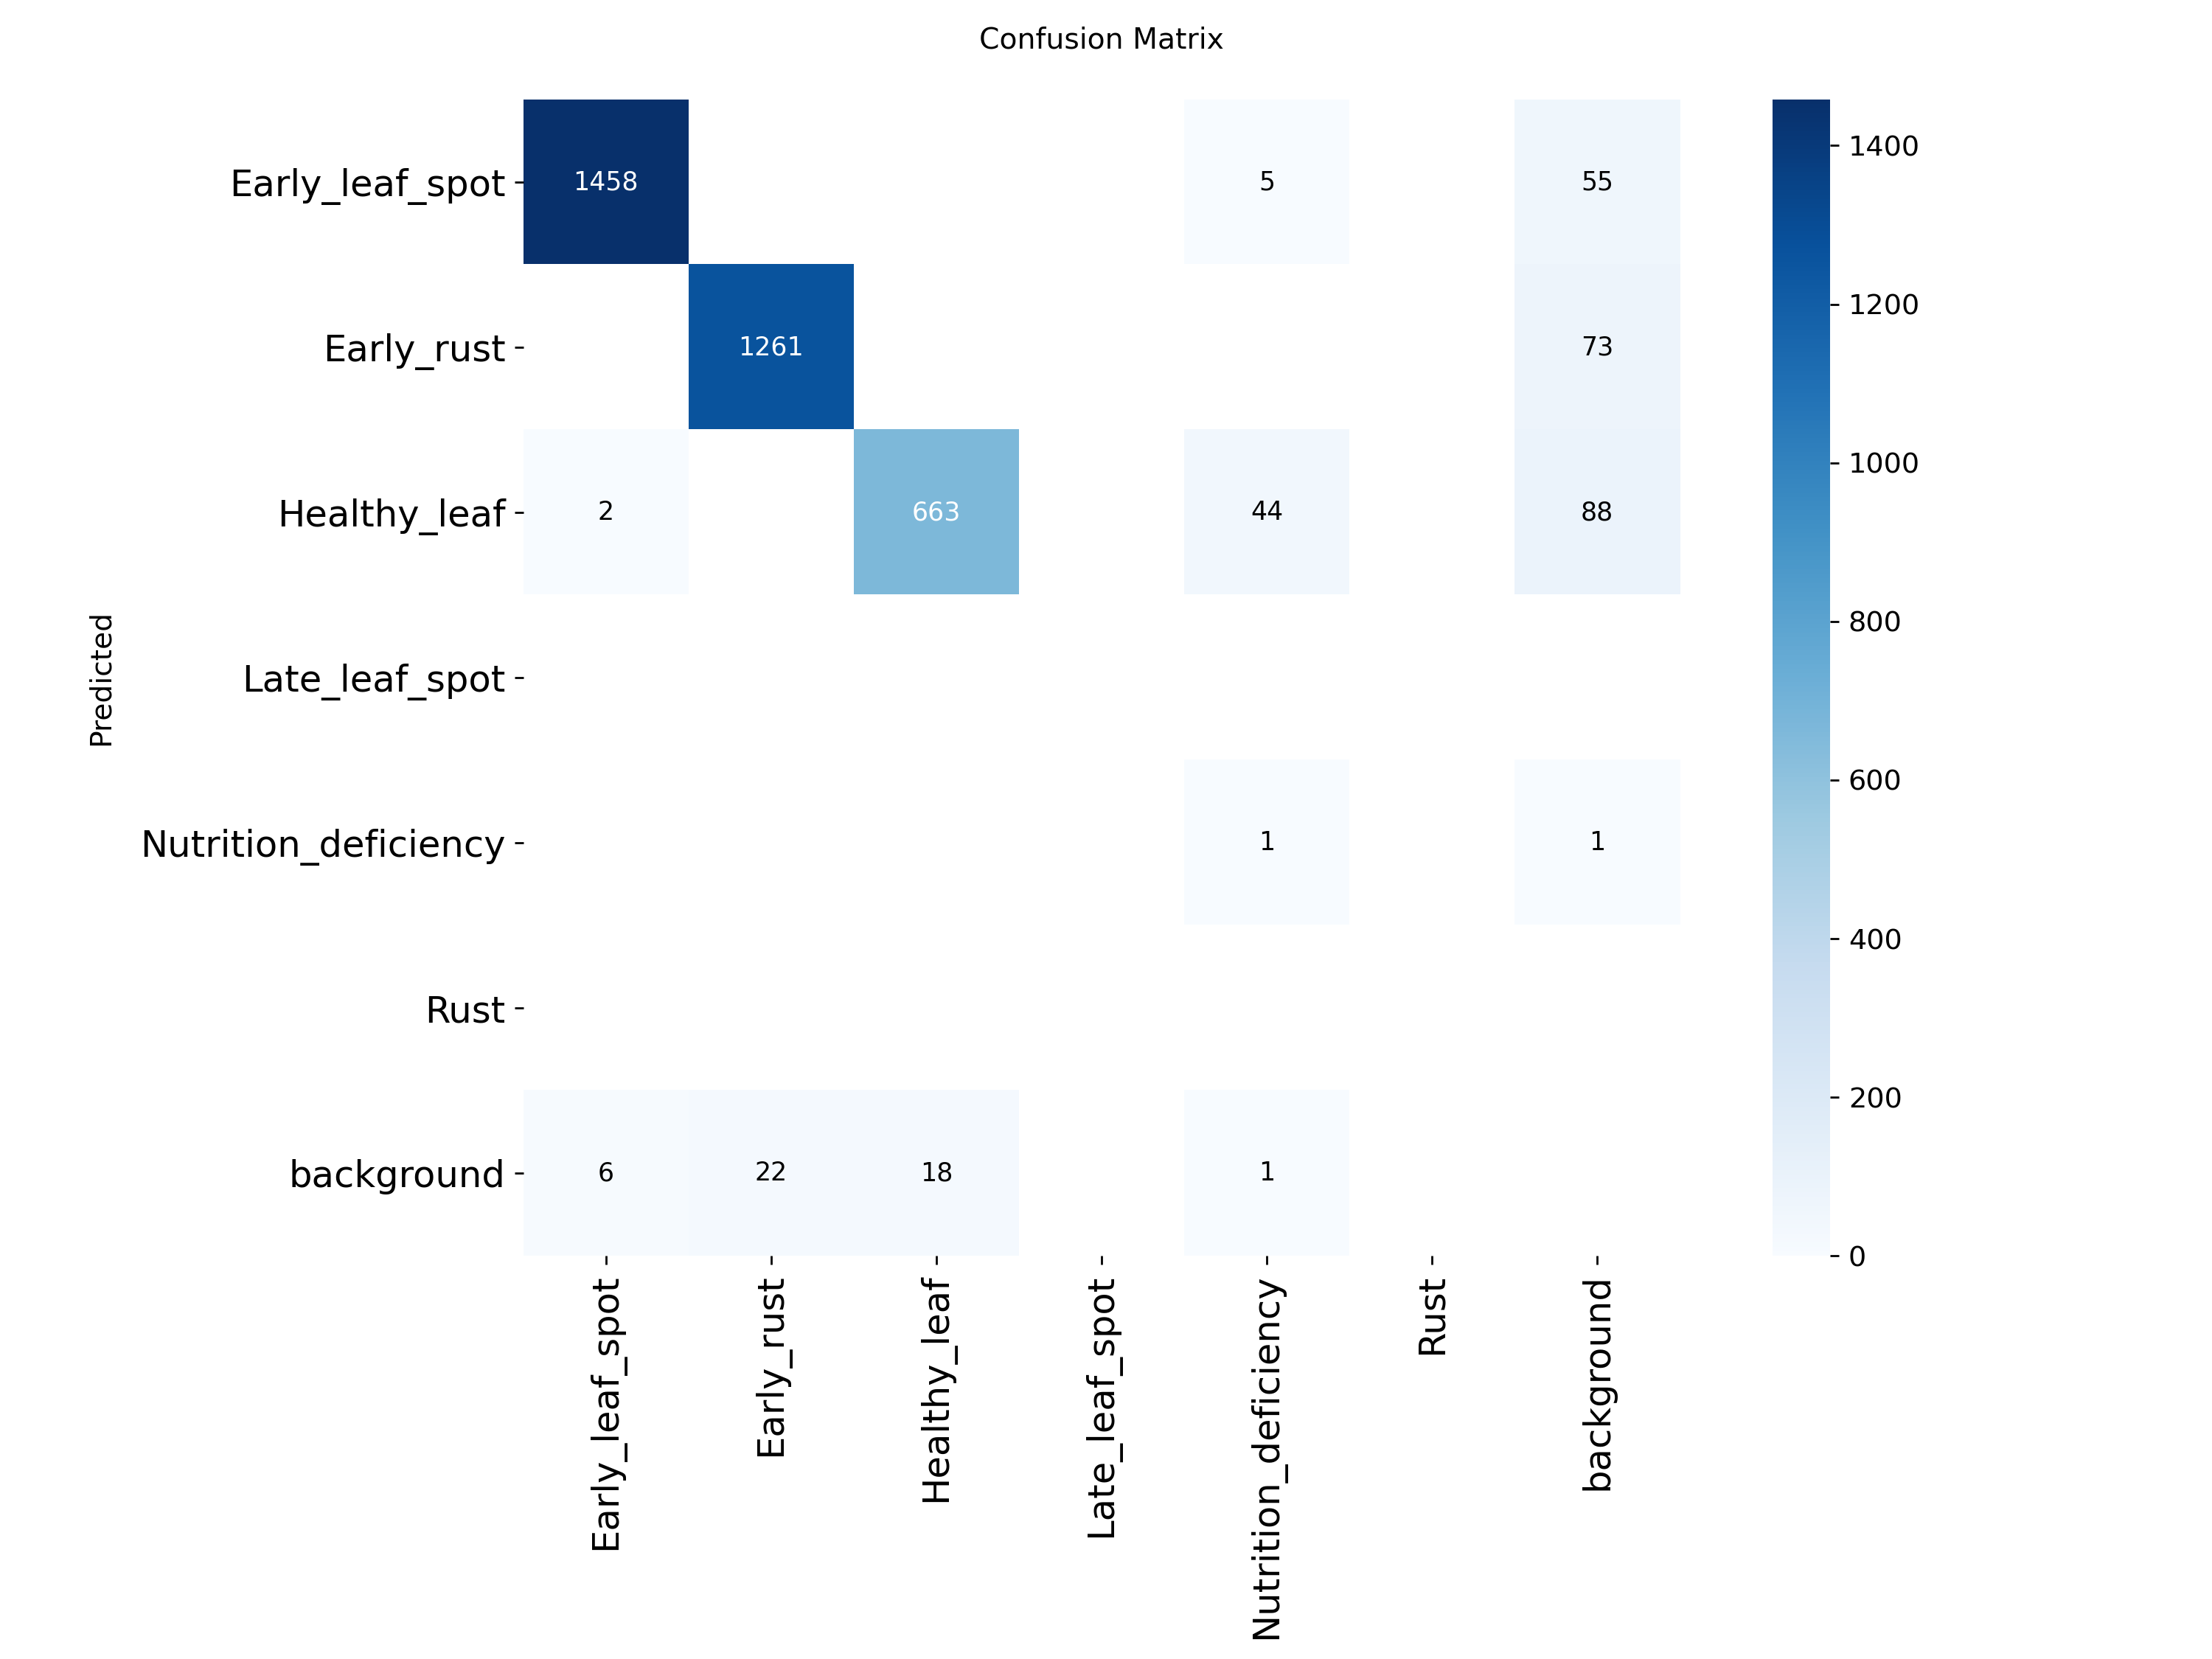 Confusion Matrix
Early_leaf_spot 1458 5 55
Early_rust 1261 73
Healthy_leaf 2 663 44 88
Late_leaf_spot
Nutrition_deficiency 1 1
Rust
background 6 22 18 1
Predicted
Early_leaf_spot Early_rust Healthy_leaf Late_leaf_spot Nutrition_deficiency Rust background
1400
1200
1000
800
600
400
200
0